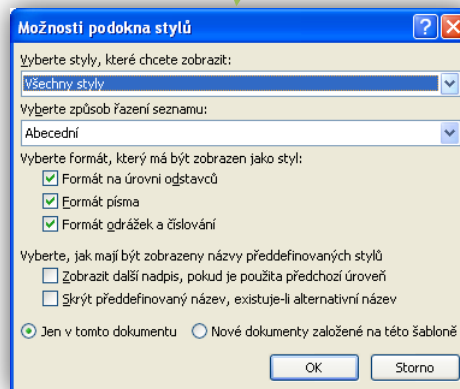 Možnosti podokna stylů
Vyberte styly, které chcete zobrazit:
Všechny styly
Vyberte způsob řazení seznamu:
Abecední
Vyberte formát, který má být zobrazen jako styl:
Formát na úrovni odstavců
Formát písma
Formát odrážek a číslování
Vyberte, jak mají být zobrazeny názvy předdefinovaných stylů
Zobrazit další nadpis, pokud je použita předchozí úroveň
Skrýt předdefinovaný název, existuje-li alternativní název
Jen v tomto dokumentu Nové dokumenty založené na této šabloně
OK Storno